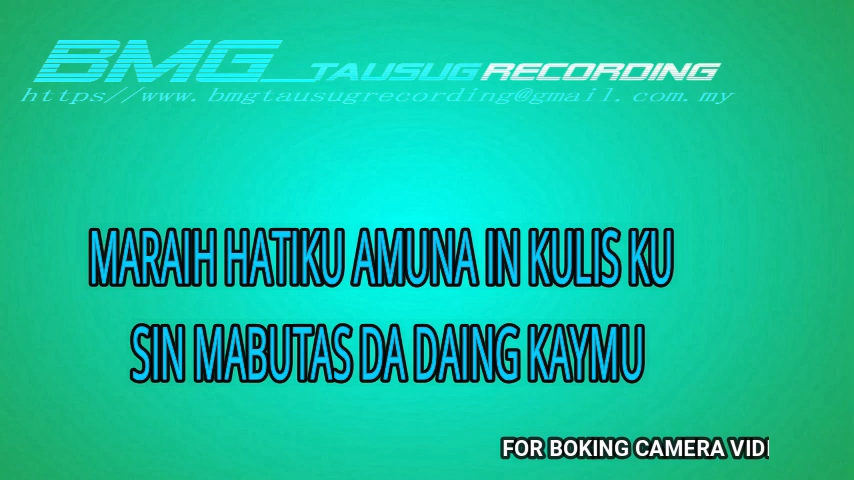 BMG_TAUSUG RECORDING
https//www.bmgtausugrecording@gmail.com.my
MARAIH HATIKU AMUNA IN KULIS KU
SIN MABUTAS DA DAING KAYMU
FOR BOKING CAMERA